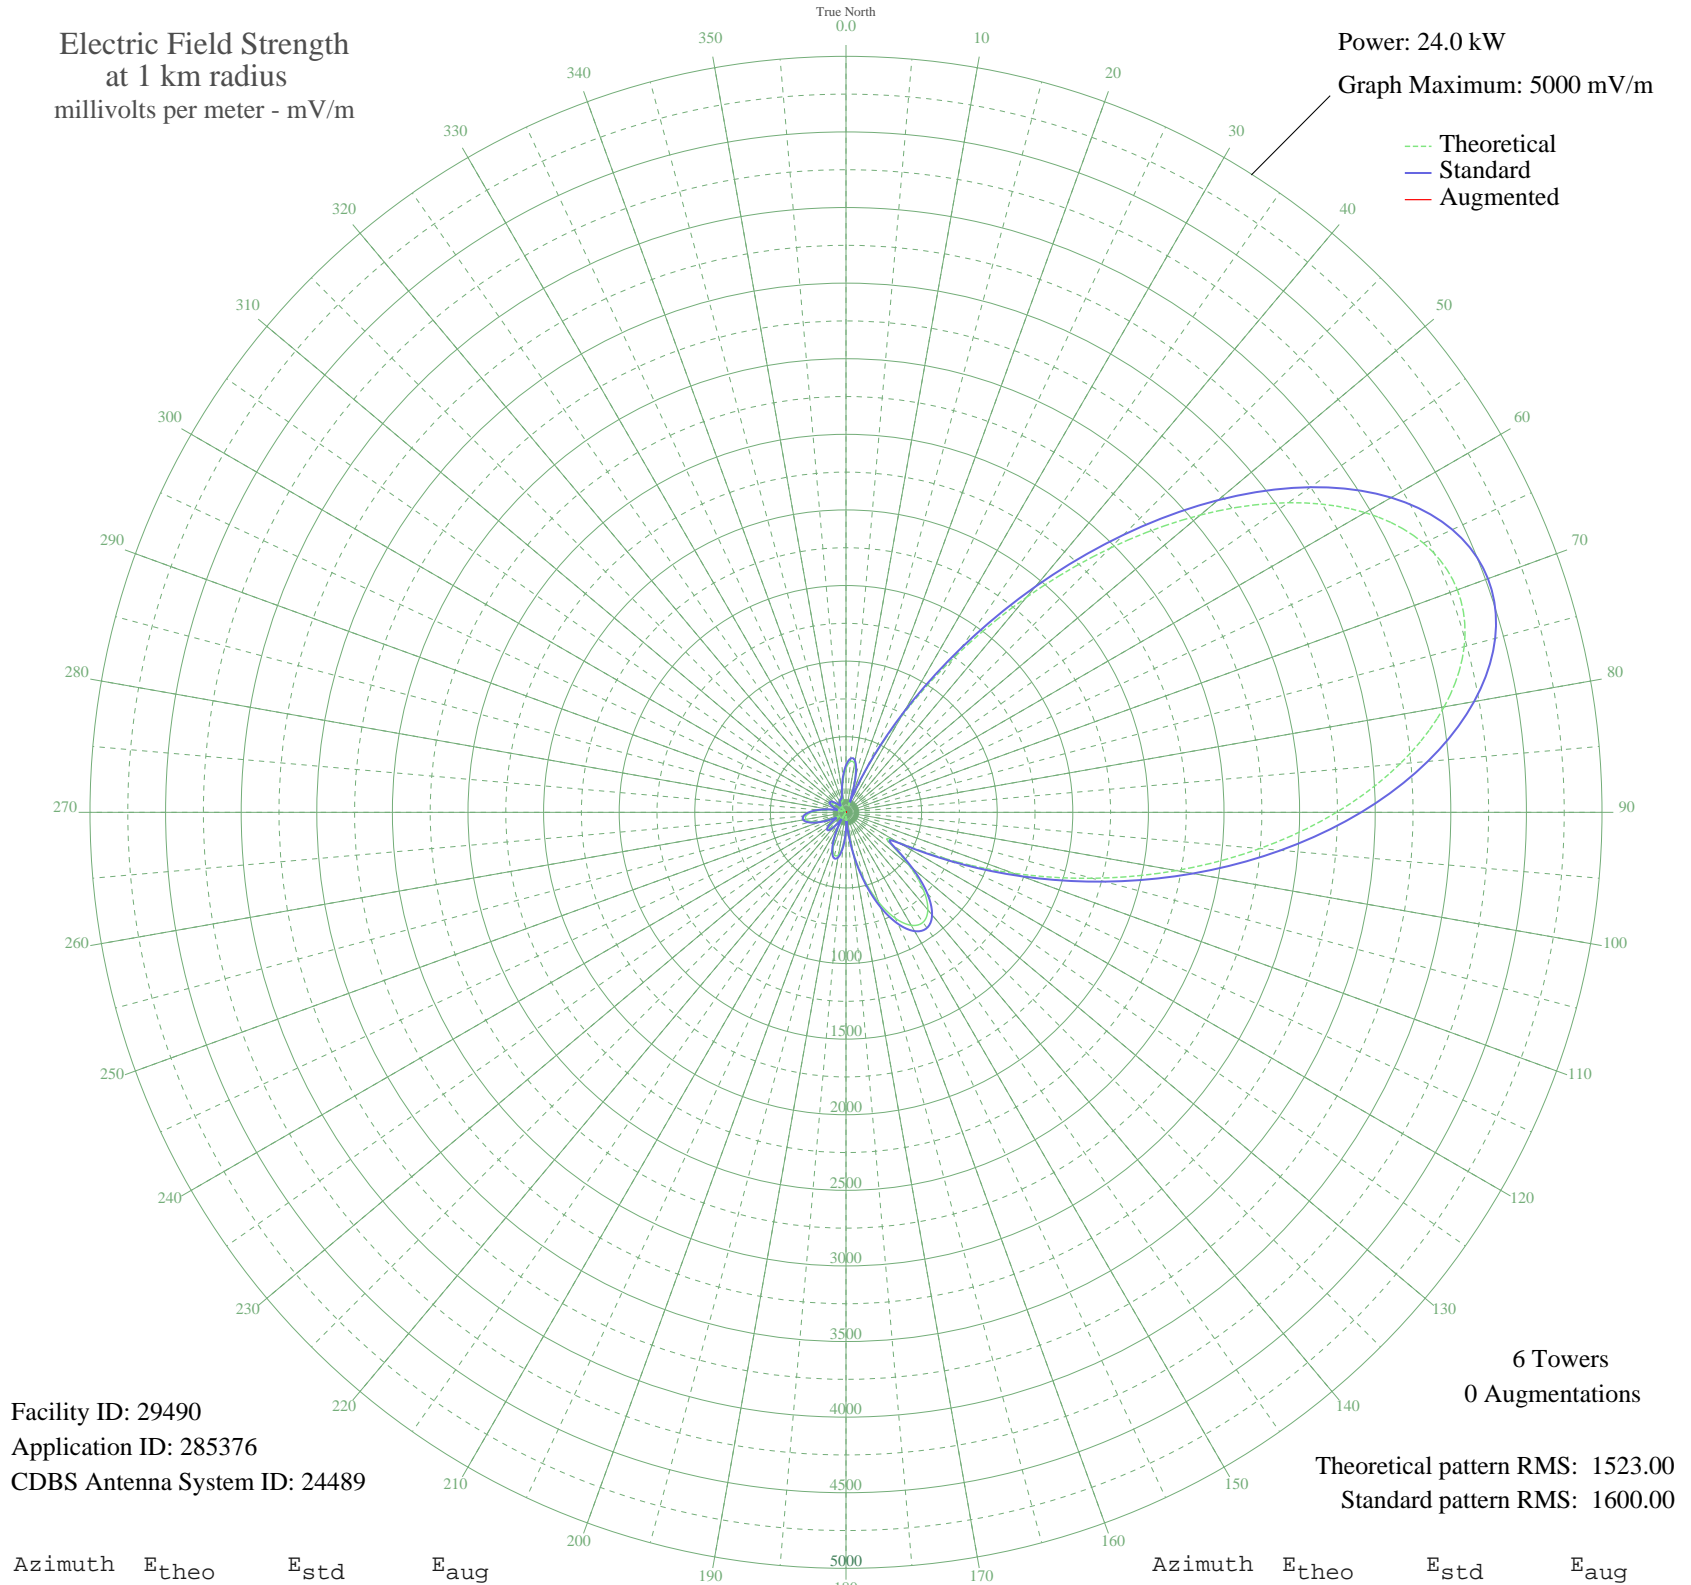 True North
0.0
Electric Field Strength
at 1 km radius
millivolts per meter - mV/m
Power: 24.0 kW
Graph Maximum: 5000 mV/m
Theoretical
Standard
Augmented
10
20
30
40
50
60
70
80
90
100
110
120
130
140
150
160
170
180
190
200
210
220
230
240
250
260
270
280
290
300
310
320
330
340
350
1000
1500
2000
2500
3000
3500
4000
4500
5000
6 Towers
0 Augmentations
Facility ID: 29490
Application ID: 285376
CDBS Antenna System ID: 24489
Theoretical pattern RMS: 1523.00
Standard pattern RMS: 1600.00
Azimuth Etheo Estd Eaug Azimuth Etheo Estd Eaug